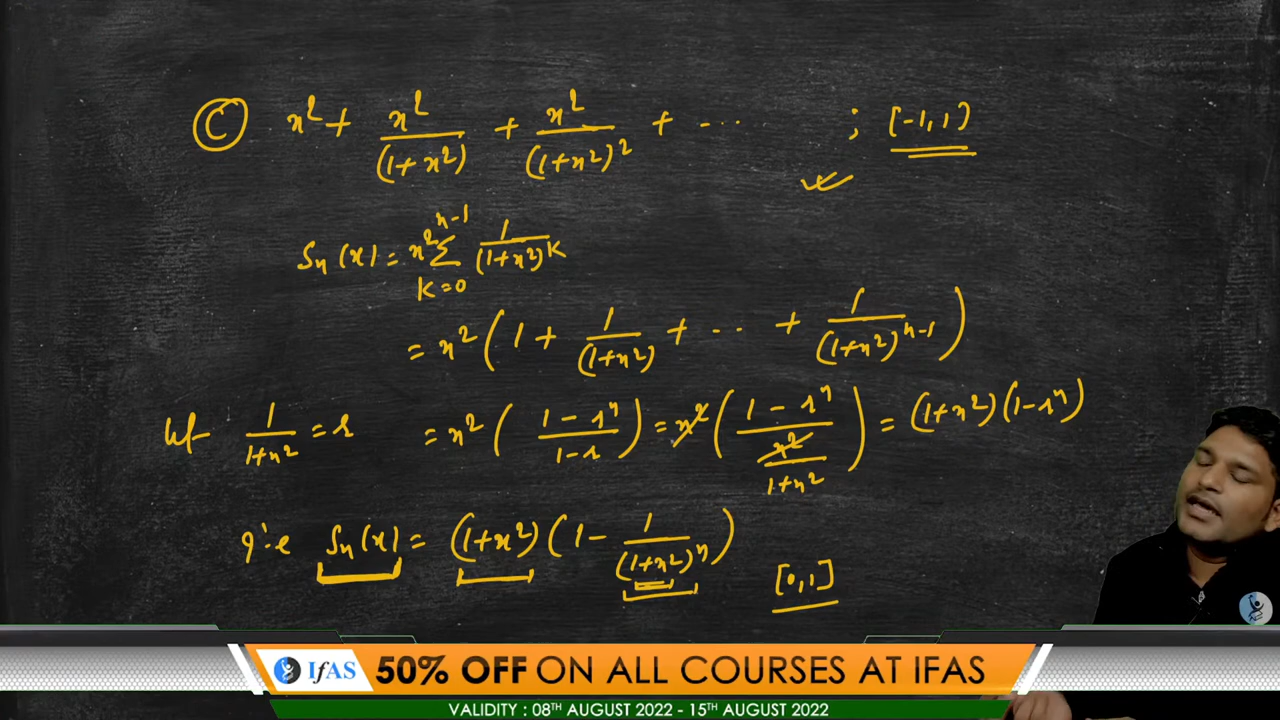 (C) x² + x²/(1+x²) + x²/(1+x²)² + ... ; [-1,1]
Sn(x) = x² Σ_{k=0}^{n-1} 1/(1+x²)^k
= x² (1 + 1/(1+x²) + ... + 1/(1+x²)^{n-1})
let 1/(1+x²) = r = x² ((1-r^n)/(1-r)) = x² ((1-r^n)/(x²/(1+x²))) = (1+x²)(1-r^n)
i.e Sn(x) = (1+x²)(1 - 1/(1+x²)^n)
[0,1]
IFAS 50% OFF ON ALL COURSES AT IFAS
VALIDITY : 08TH AUGUST 2022 - 15TH AUGUST 2022